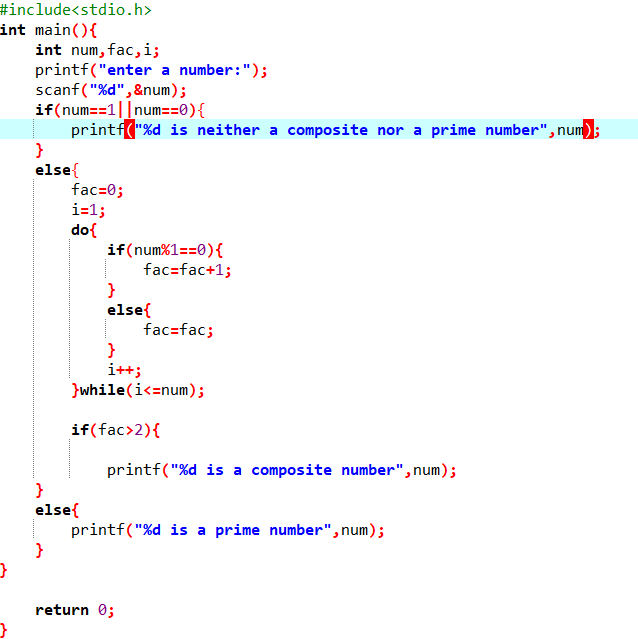 #include<stdio.h>
int main(){
    int num,fac,i;
    printf("enter a number:");
    scanf("%d",&num);
    if(num==1||num==0){
        printf("%d is neither a composite nor a prime number",num);
    }
    else{
        fac=0;
        i=1;
        do{
            if(num%1==0){
                fac=fac+1;
            }
            else{
                fac=fac;
            }
            i++;
        }while(i<=num);
        if(fac>2){
            printf("%d is a composite number",num);
    }
    else{
        printf("%d is a prime number",num);
    }
}
    return 0;
}